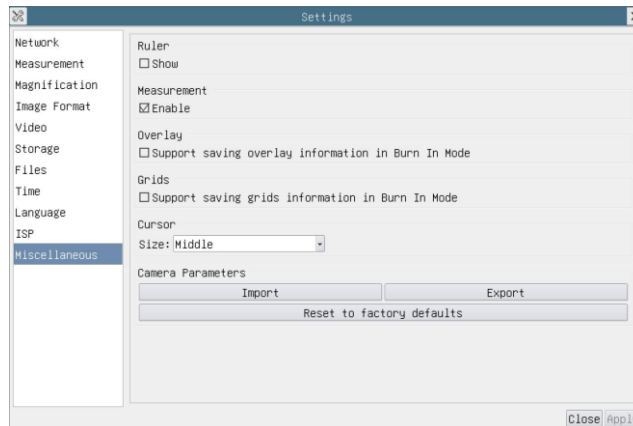 Settings
Network
Measurement
Magnification
Image Format
Video
Storage
Files
Time
Language
ISP
Miscellaneous
Ruler
Show
Measurement
Enable
Overlay
Support saving overlay information in Burn In Mode
Grids
Support saving grids information in Burn In Mode
Cursor
Size: Middle
Camera Parameters
Import Export
Reset to factory defaults
Close Appl